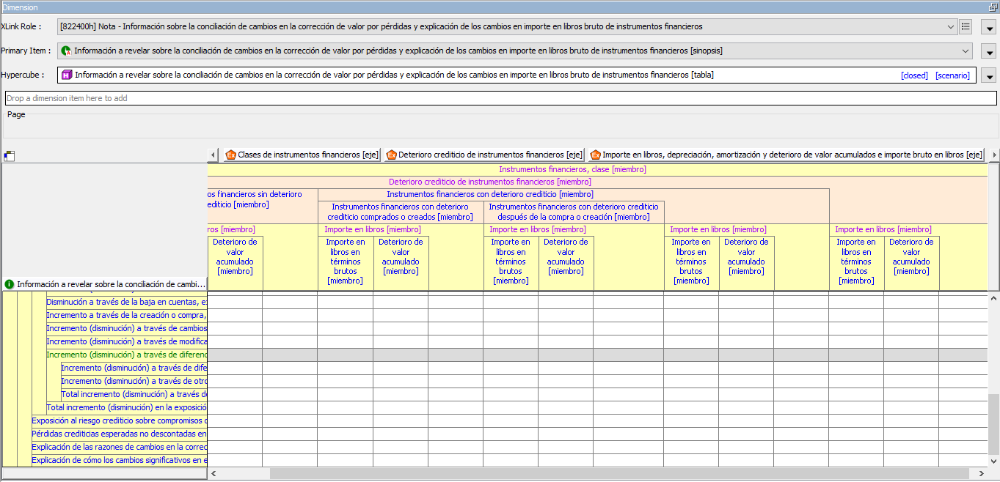 Dimension
XLink Role :
[822400h] Nota - Información sobre la conciliación de cambios en la corrección de valor por pérdidas y explicación de los cambios en importe en libros bruto de instrumentos financieros
Primary Item :
Información a revelar sobre la conciliación de cambios en la corrección de valor por pérdidas y explicación de los cambios en importe en libros bruto de instrumentos financieros [sinopsis]
Hypercube :
Información a revelar sobre la conciliación de cambios en la corrección de valor por pérdidas y explicación de los cambios en importe en libros bruto de instrumentos financieros [tabla]
[closed] [scenario]
Drop a dimension item here to add
Page
Clases de instrumentos financieros [eje]
Deterioro crediticio de instrumentos financieros [eje]
Importe en libros, depreciación, amortización y deterioro de valor acumulados e importe bruto en libros [eje]
Instrumentos financieros, clase [miembro]
Deterioro crediticio de instrumentos financieros [miembro]
os financieros sin deterioro
editicio [miembro]
Instrumentos financieros con deterioro crediticio [miembro]
Instrumentos financieros con deterioro
crediticio comprados o creados [miembro]
Instrumentos financieros con deterioro crediticio
después de la compra o creación [miembro]
ros [miembro]
Importe en libros [miembro]
Importe en libros [miembro]
Importe en libros [miembro]
Importe en libros [miembro]
Deterioro de
valor
acumulado
[miembro]
Importe en
libros en
términos
brutos
[miembro]
Deterioro de
valor
acumulado
[miembro]
Importe en
libros en
términos
brutos
[miembro]
Deterioro de
valor
acumulado
[miembro]
Importe en
libros en
términos
brutos
[miembro]
Deterioro de
valor
acumulado
[miembro]
Importe en
libros en
términos
brutos
[miembro]
Deterioro de
valor
acumulado
[miembro]
Información a revelar sobre la conciliación de cambi...
Disminución a través de la baja en cuentas, e
Incremento a través de la creación o compra,
Incremento (disminución) a través de cambios
Incremento (disminución) a través de modifica
Incremento (disminución) a través de diferenc
Incremento (disminución) a través de dife
Incremento (disminución) a través de otro
Total incremento (disminución) a través d
Total incremento (disminución) en la exposició
Exposición al riesgo crediticio sobre compromisos
Pérdidas crediticias esperadas no descontadas en
Explicación de las razones de cambios en la correc
Explicación de cómo los cambios significativos en e